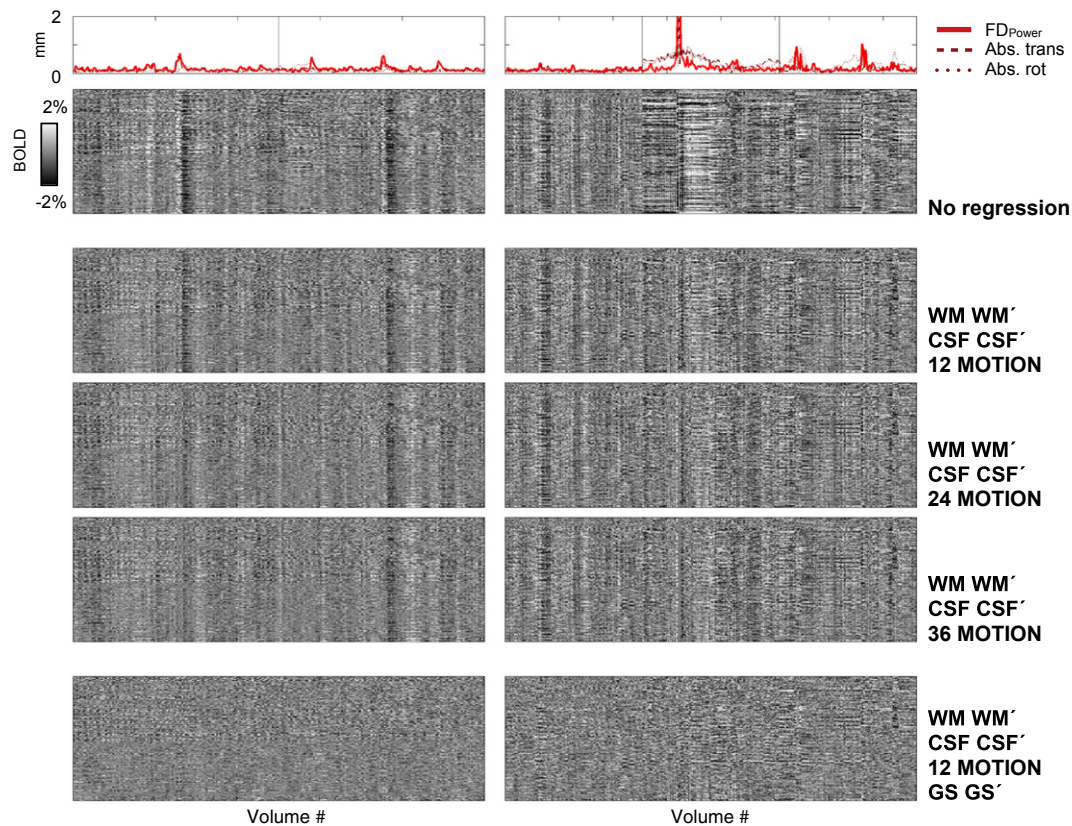 2
mm
0
FDPower
Abs. trans
Abs. rot
2%
BOLD
-2%
No regression
WM WM´
CSF CSF´
12 MOTION
WM WM´
CSF CSF´
24 MOTION
WM WM´
CSF CSF´
36 MOTION
WM WM´
CSF CSF´
12 MOTION
GS GS´
Volume #
Volume #